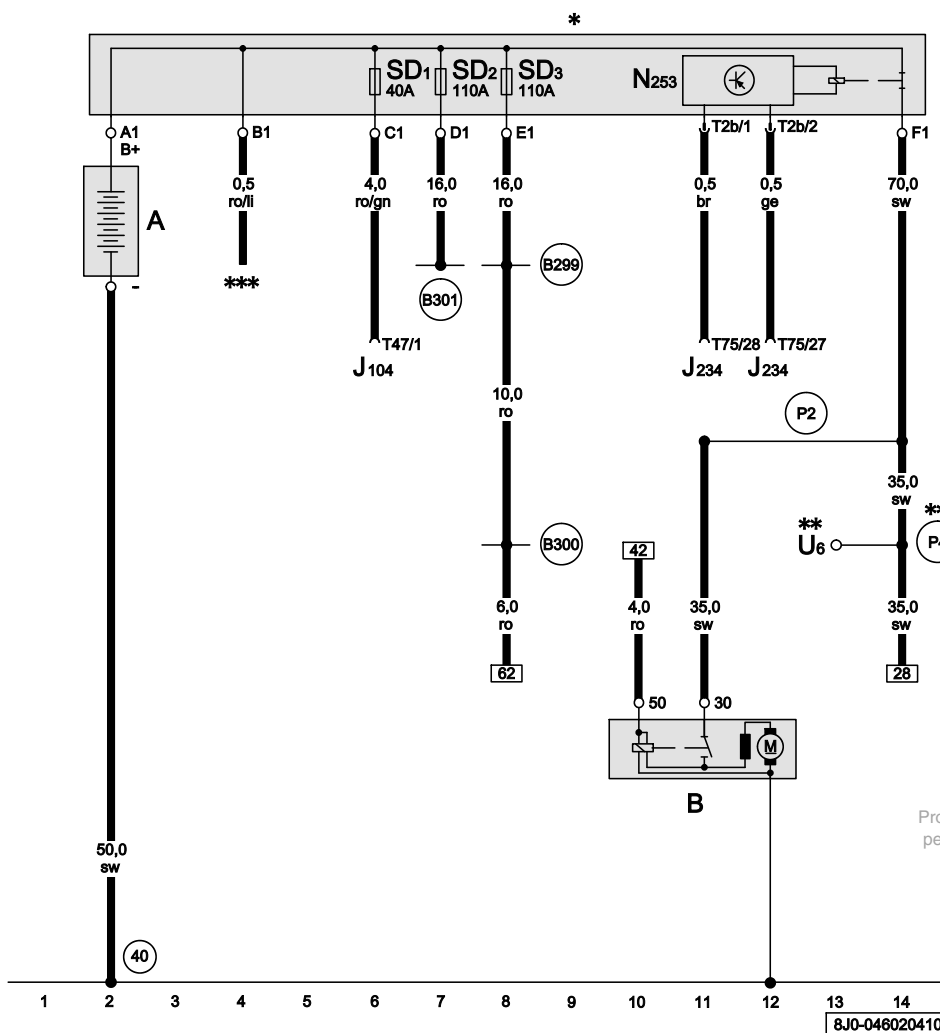 *
SD1 SD2 SD3 N253
40A 110A 110A
A1 B1 C1 D1 E1 T2b/1 T2b/2 F1
B+
0,5 4,0 16,0 16,0 0,5 0,5 70,0
ro/li ro/gn ro ro br ge sw
A
B299
- ***
B301
T47/1 T75/28 T75/27
J104 J234 J234
10,0
ro
P2
35,0
sw
** **
U6
B300 42
6,0 4,0 35,0 35,0
ro ro sw sw
62 28
50 30
M
B
Pro
pe
50,0
sw
40
1 2 3 4 5 6 7 8 9 10 11 12 13 14
8J0-046020410